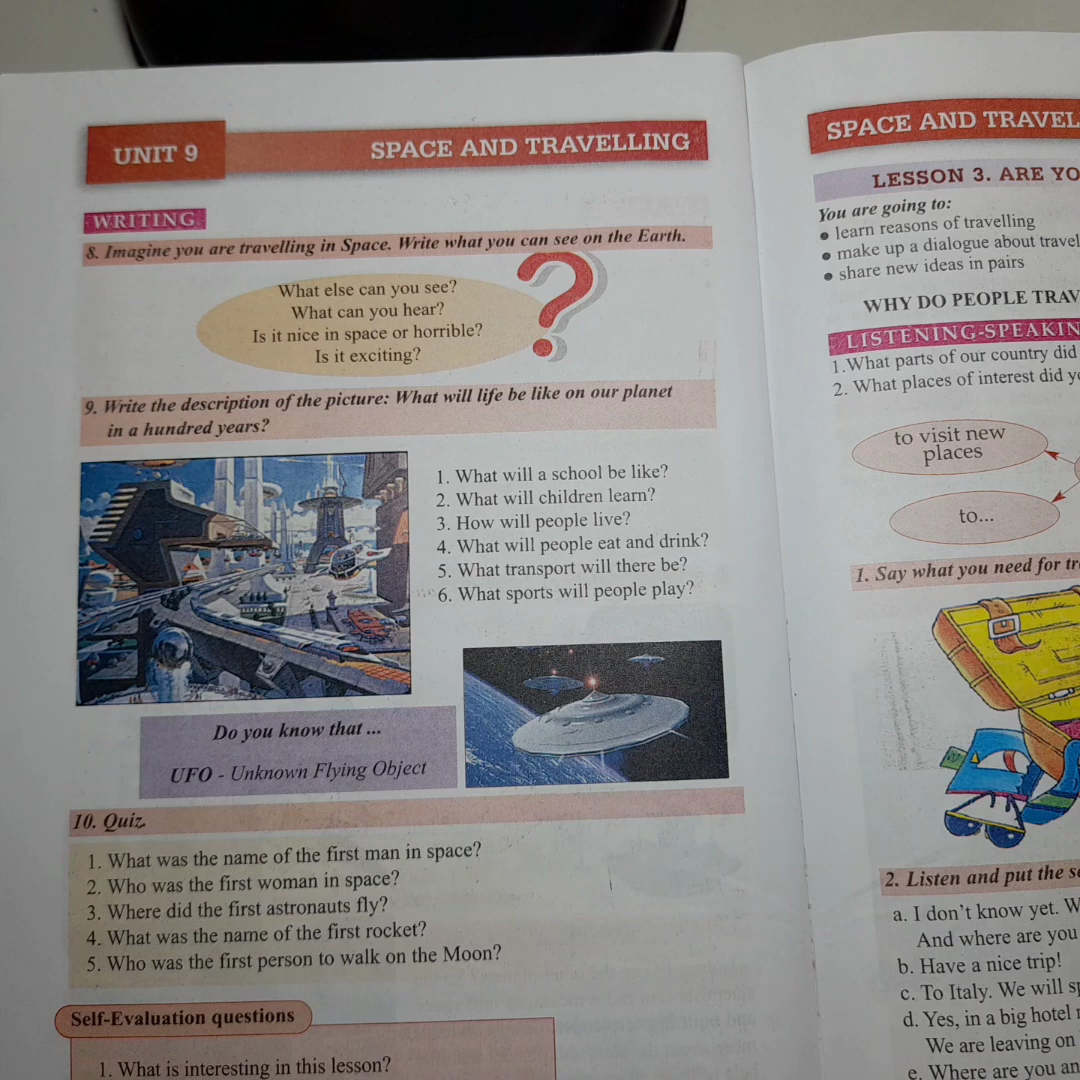 UNIT 9
SPACE AND TRAVELLING
WRITING
8. Imagine you are travelling in Space. Write what you can see on the Earth.
What else can you see?
What can you hear?
Is it nice in space or horrible?
Is it exciting?
?
9. Write the description of the picture: What will life be like on our planet
in a hundred years?
1. What will a school be like?
2. What will children learn?
3. How will people live?
4. What will people eat and drink?
5. What transport will there be?
6. What sports will people play?
Do you know that ...
UFO - Unknown Flying Object
10. Quiz.
1. What was the name of the first man in space?
2. Who was the first woman in space?
3. Where did the first astronauts fly?
4. What was the name of the first rocket?
5. Who was the first person to walk on the Moon?
Self-Evaluation questions
1. What is interesting in this lesson?
SPACE AND TRAVEL
LESSON 3. ARE YO
You are going to:
• learn reasons of travelling
• make up a dialogue about travel
• share new ideas in pairs
WHY DO PEOPLE TRAV
LISTENING-SPEAKIN
1.What parts of our country did
2. What places of interest did
to visit new
places
to...
1. Say what you need for
2. Listen and put the
a. I don't know yet.
And where are you
b. Have a nice trip!
c. To Italy. We will
d. Yes, in a big hotel
We are leaving on
e. Where are you